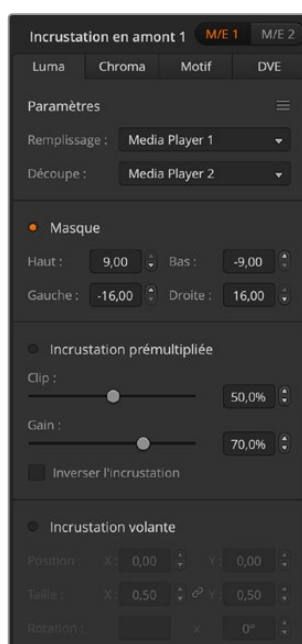 Incrustation en amont 1 M/E 1 M/E 2
Luma Chroma Motif DVE
Paramètres
Remplissage : Media Player 1
Découpe : Media Player 2
Masque
Haut : 9,00 Bas : -9,00
Gauche : -16,00 Droite : 16,00
Incrustation prémultipliée
Clip :
50,0%
Gain :
70,0%
Inverser l'incrustation
Incrustation volante
Position : X : 0,00 Y : 0,00
Taille : X : 0,50 Y : 0,50
Rotation : x 0°